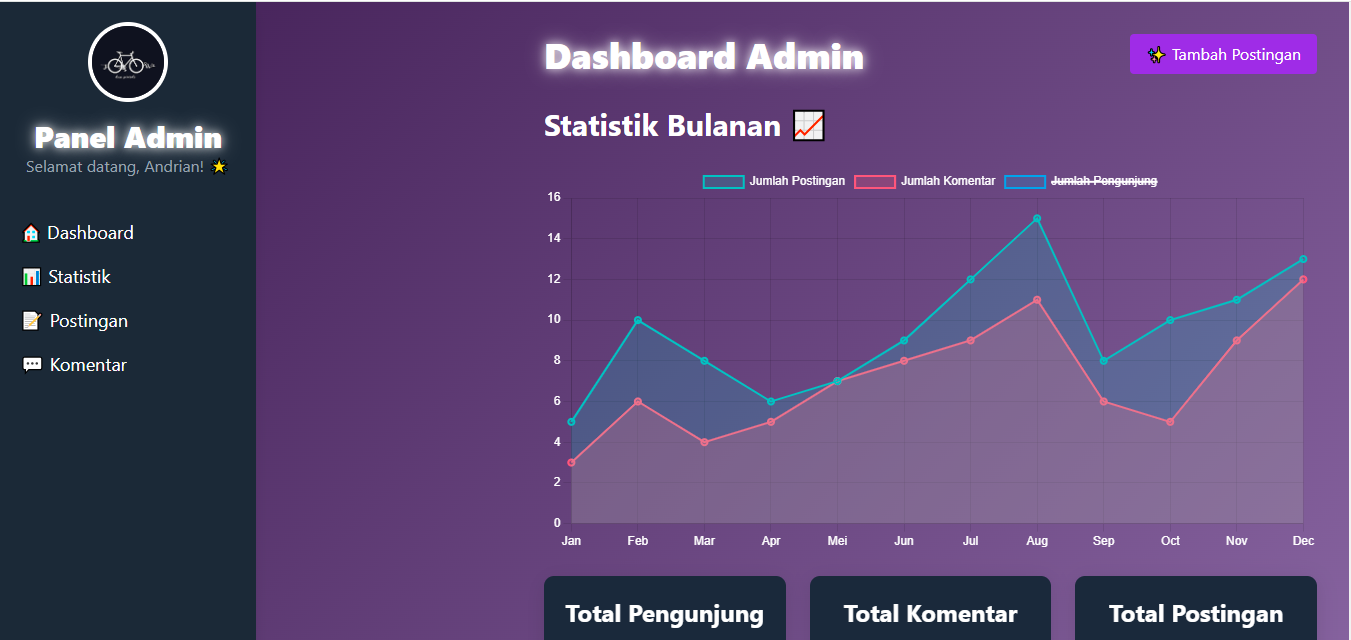 Panel Admin
Selamat datang, Andrian! 🌟
🏠 Dashboard
📊 Statistik
📝 Postingan
💬 Komentar
Dashboard Admin
✨ Tambah Postingan
Statistik Bulanan 📈
Jumlah Postingan Jumlah Komentar Jumlah Pengunjung
16
14
12
10
8
6
4
2
0
Jan Feb Mar Apr Mei Jun Jul Aug Sep Oct Nov Dec
Total Pengunjung
Total Komentar
Total Postingan